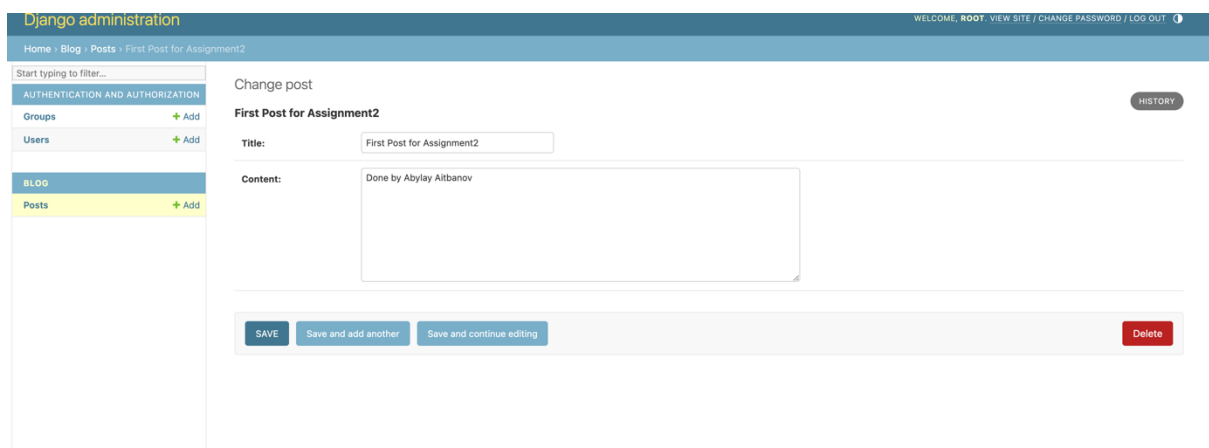 Django administration
WELCOME, ROOT. VIEW SITE / CHANGE PASSWORD / LOG OUT
Home › Blog › Posts › First Post for Assignment2
Start typing to filter...
AUTHENTICATION AND AUTHORIZATION
Groups + Add
Users + Add
BLOG
Posts + Add
Change post
HISTORY
First Post for Assignment2
Title: First Post for Assignment2
Content: Done by Abylay Aitbanov
SAVE Save and add another Save and continue editing Delete